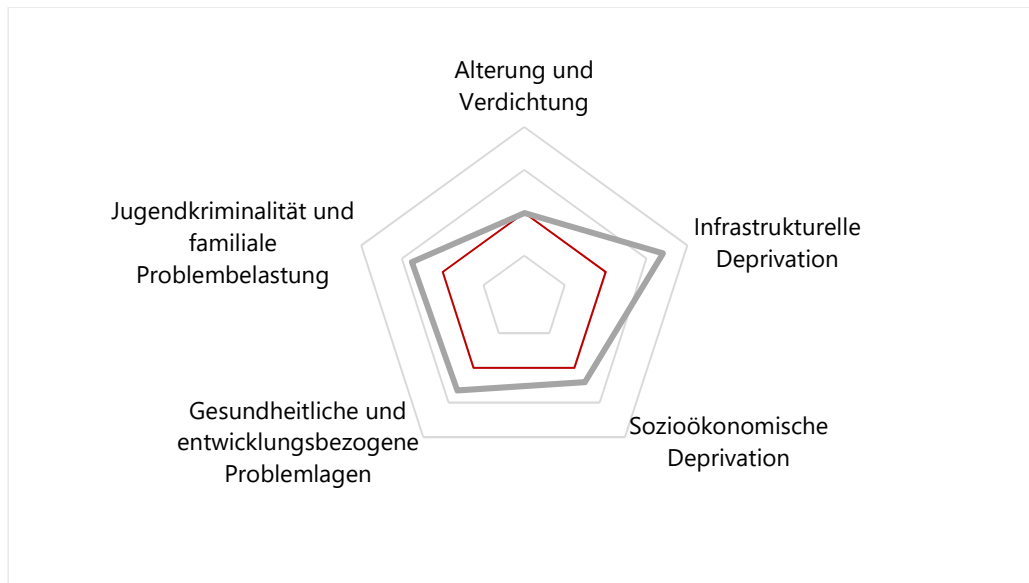 Alterung und
Verdichtung
Infrastrukturelle
Deprivation
Sozioökonomische
Deprivation
Gesundheitliche und
entwicklungsbezogene
Problemlagen
Jugendkriminalität und
familiale
Problembelastung